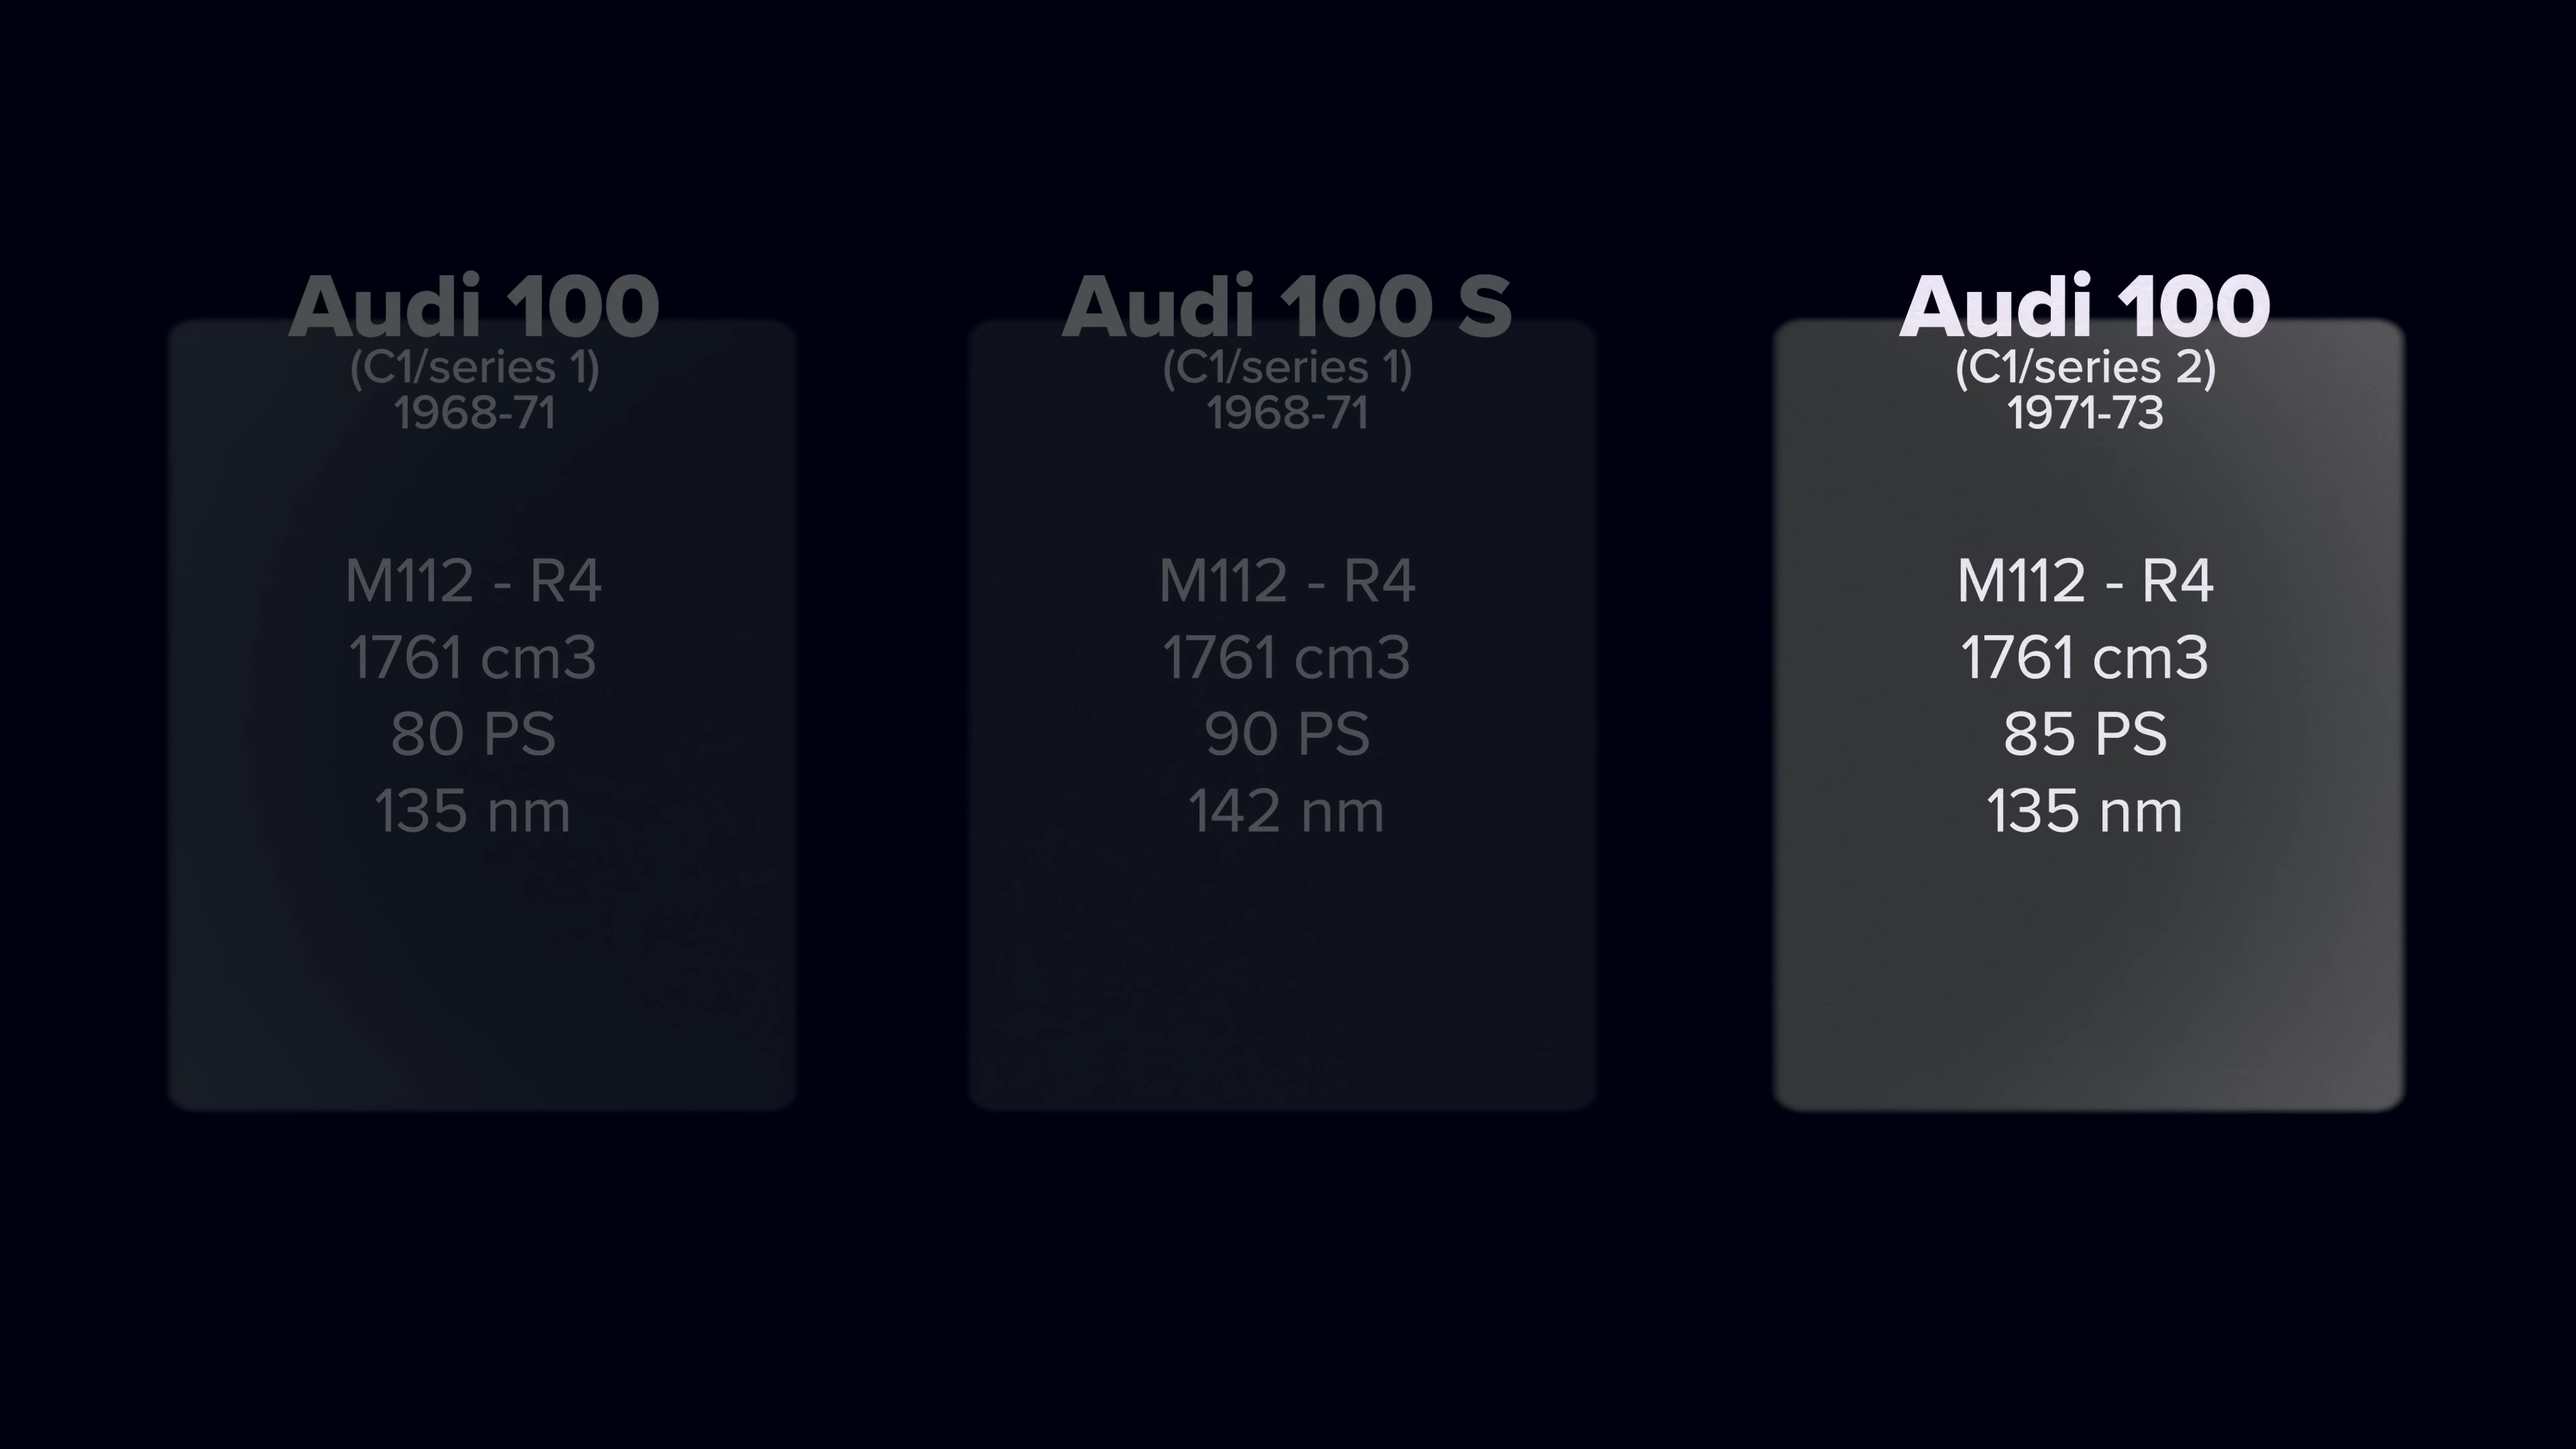 Audi 100
(C1/series 1)
1968-71
M112 - R4
1761 cm3
80 PS
135 nm
Audi 100 S
(C1/series 1)
1968-71
M112 - R4
1761 cm3
90 PS
142 nm
Audi 100
(C1/series 2)
1971-73
M112 - R4
1761 cm3
85 PS
135 nm